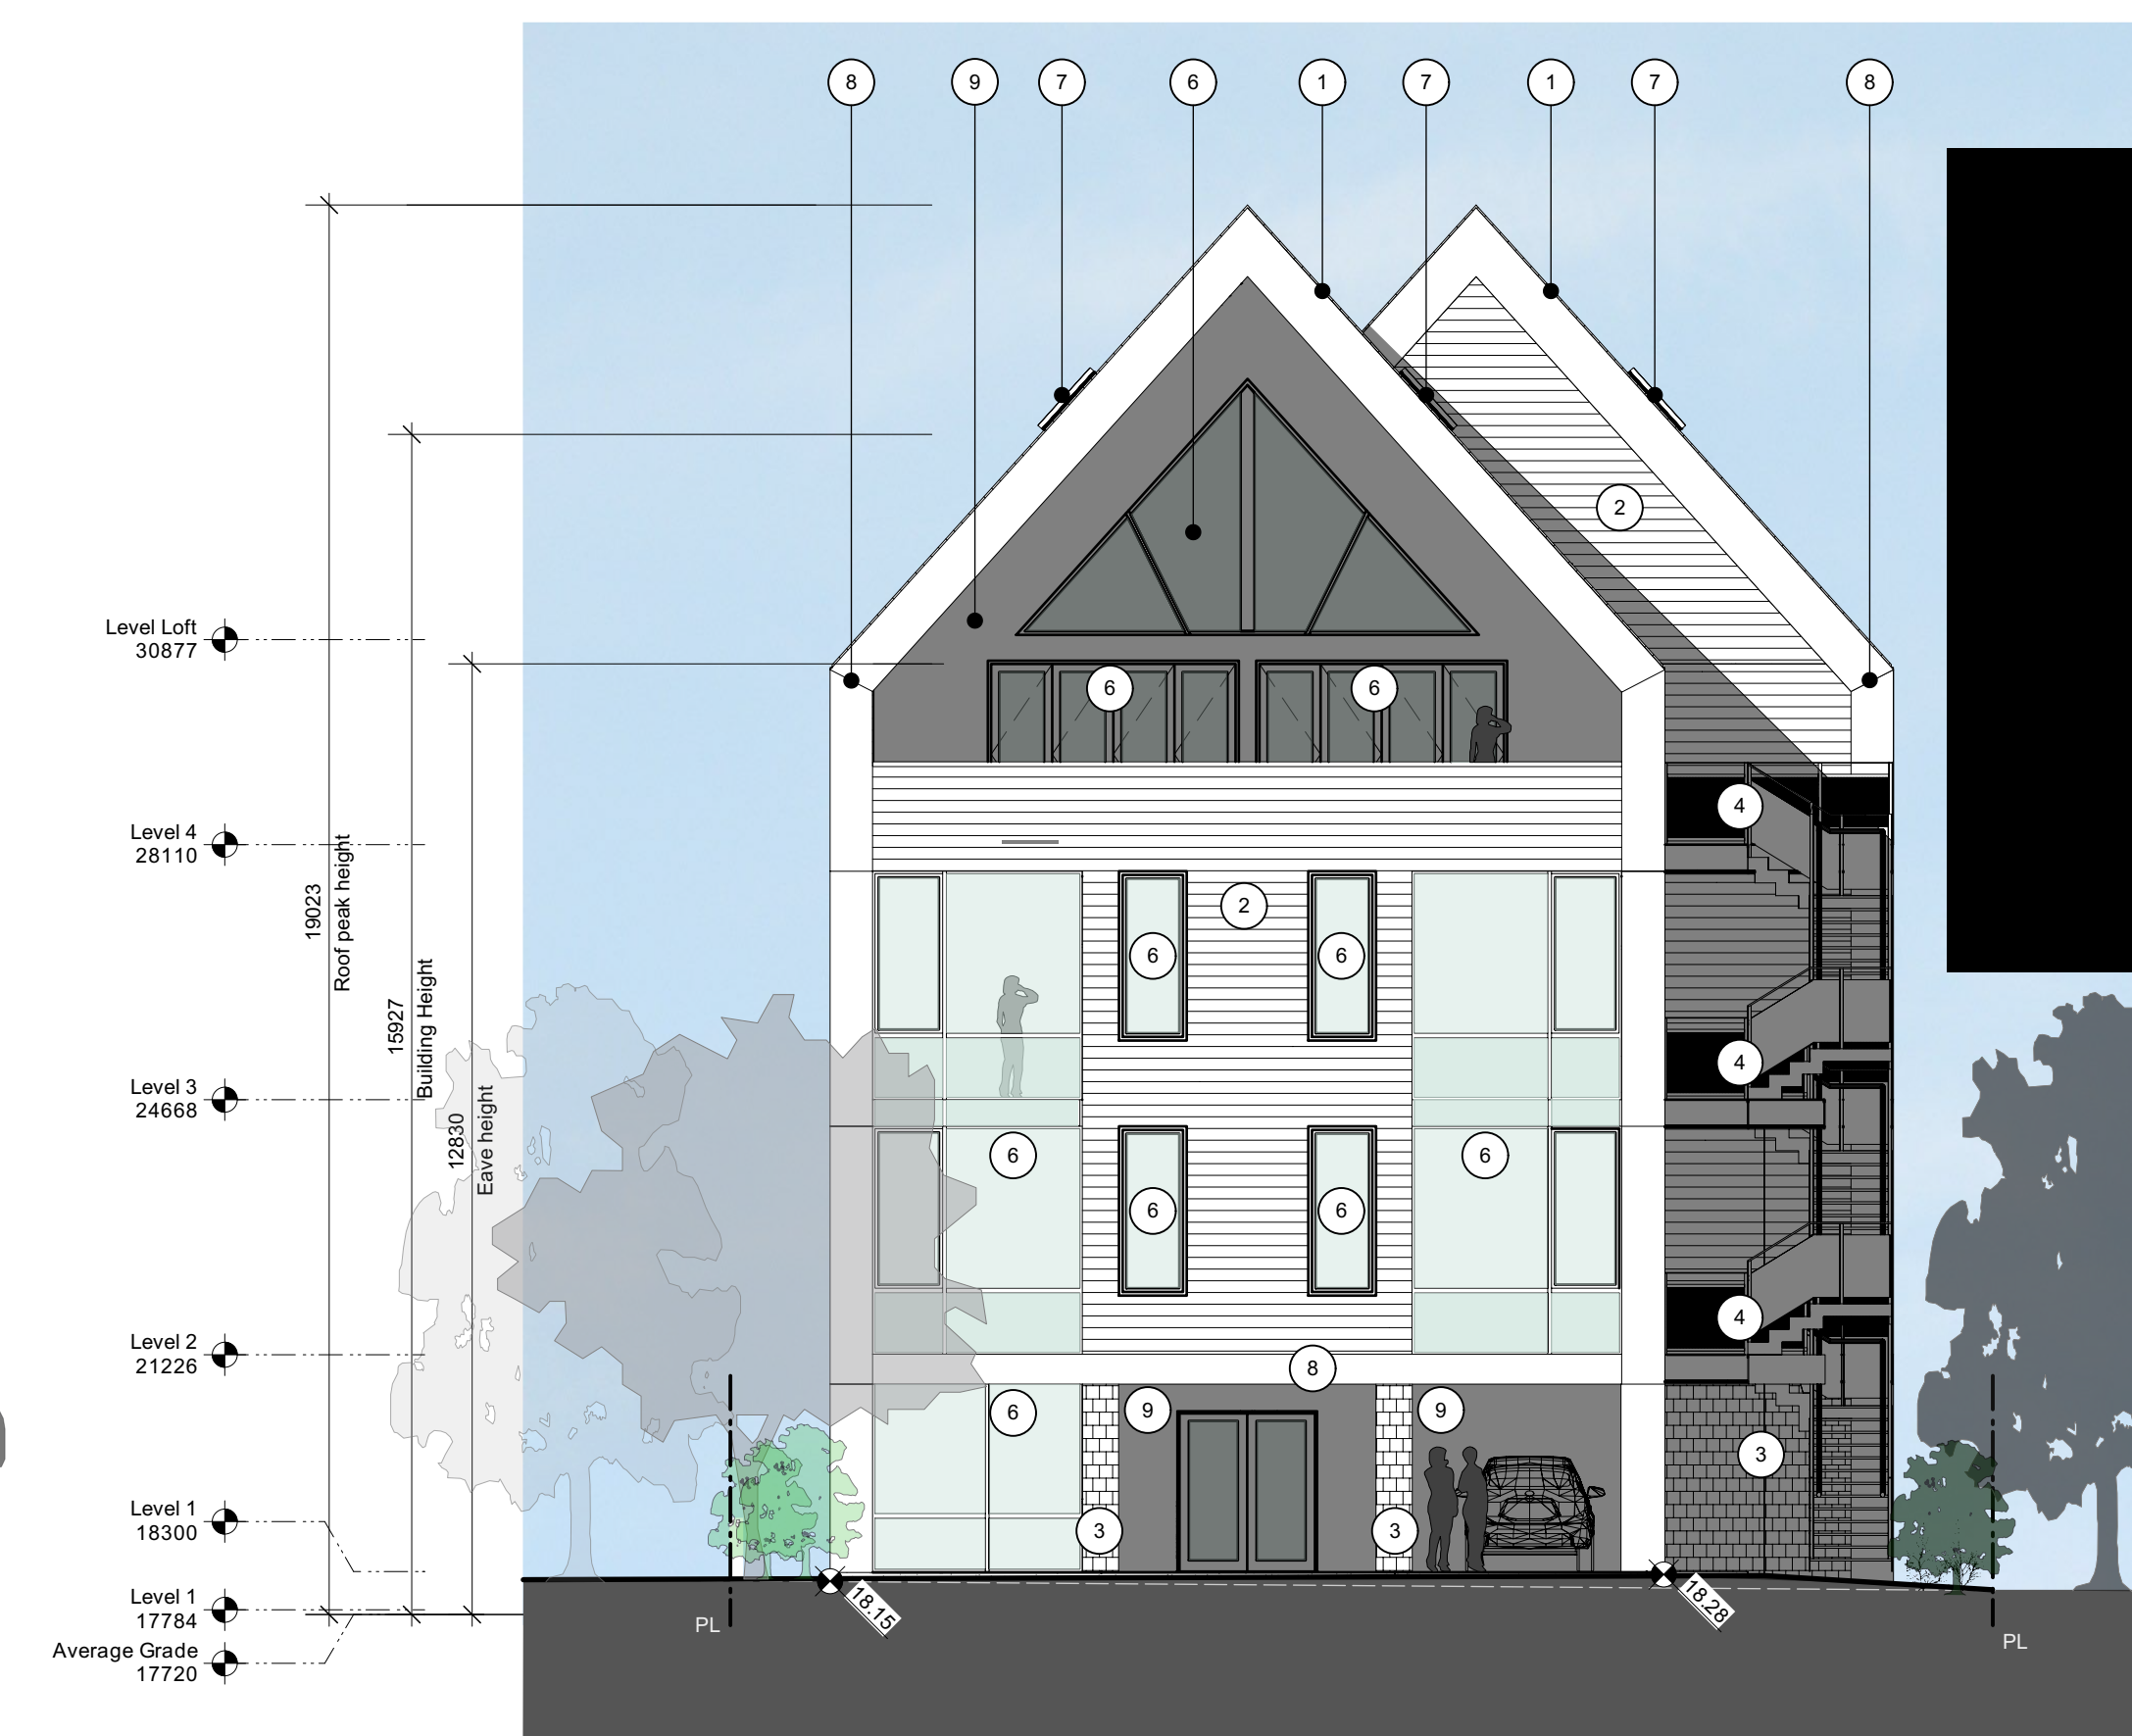 8 9 7 6 1 7 1 7 8
2
Level Loft
30877
6 6
Level 4
28110
4
19023
Roof peak height
2
6 6
15927
Building Height
Level 3
24668
4
12830
Eave height
6 6
6 6
Level 2
21226
4
8
6 9 9
3
Level 1
18300
3 3
Level 1
17784
18.15
18.28
PL
PL
Average Grade
17720